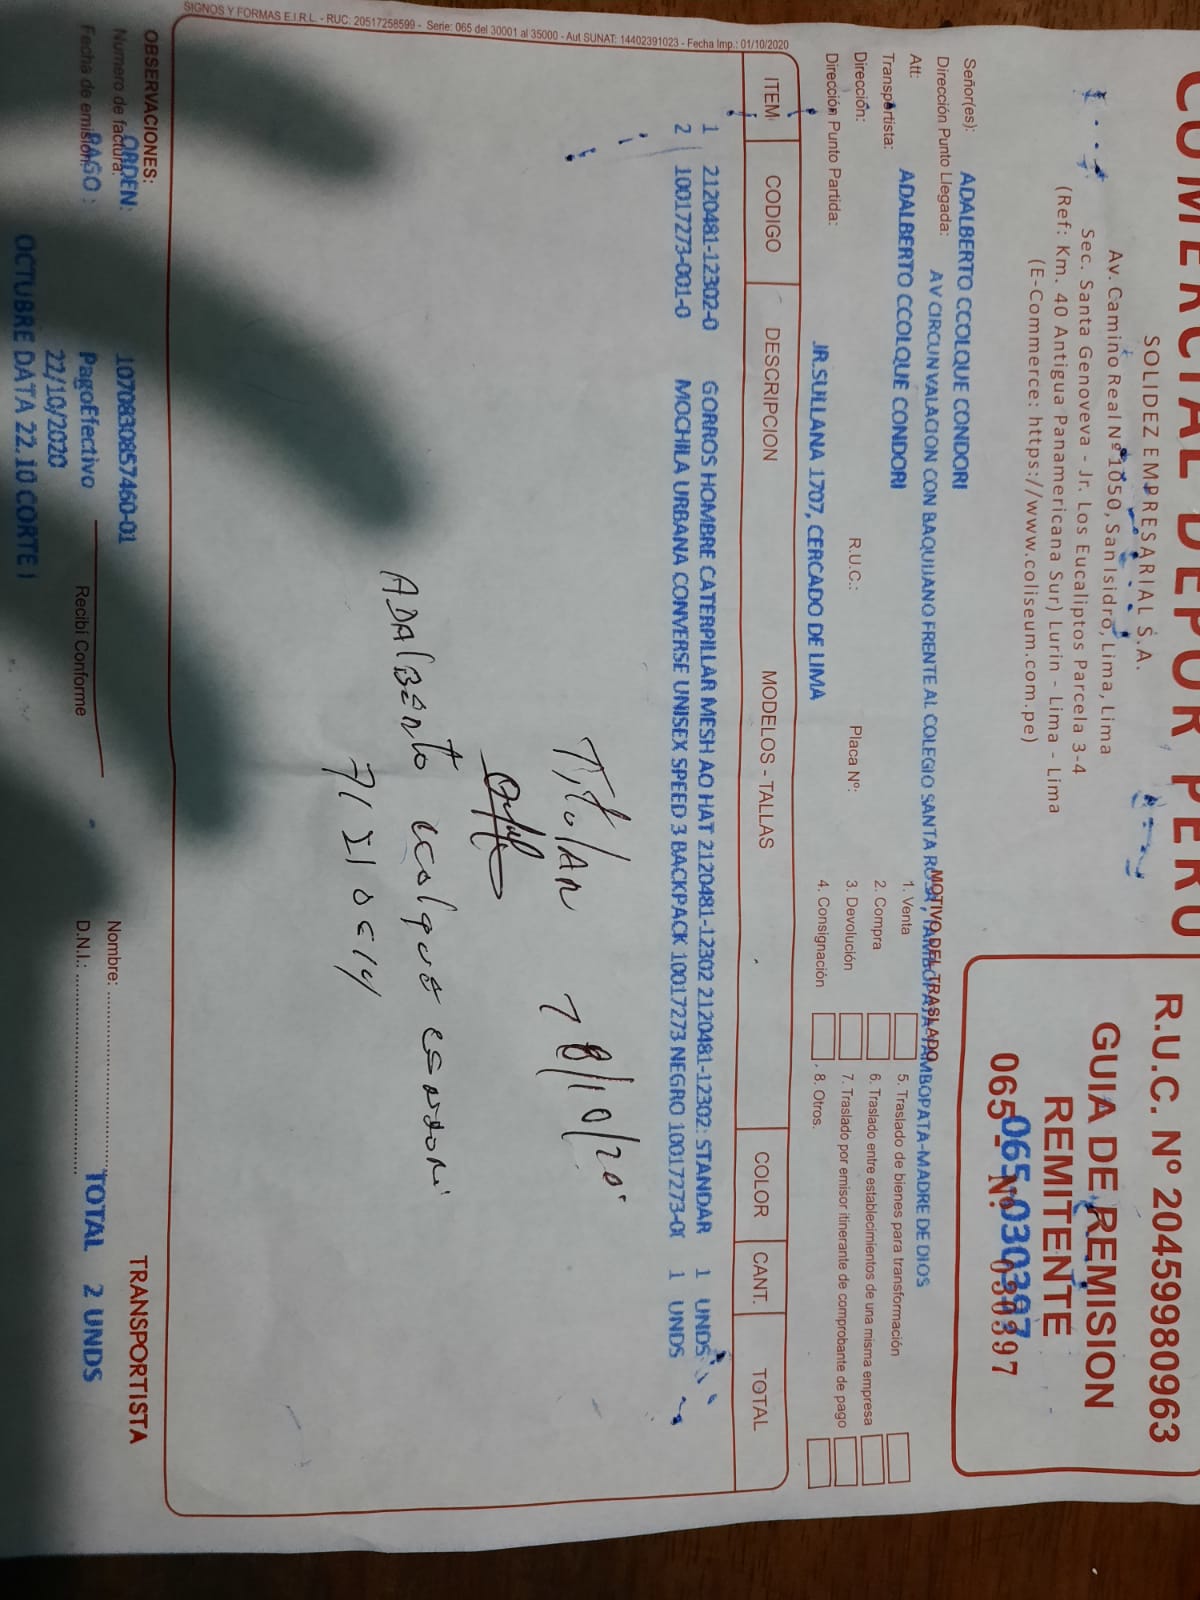 COMERCIAL DEPOR PERU
SOLIDEZ EMPRESARIAL S.A.
Av. Camino Real Nº 1050, San Isidro, Lima, Lima
Sec. Santa Genoveva - Jr. Los Eucaliptos Parcela 3-4
(Ref: Km. 40 Antigua Panamericana Sur) Lurin - Lima - Lima
(E-Commerce: https://www.coliseum.com.pe)
R.U.C. Nº 20459980963
GUIA DE REMISION
REMITENTE
065- Nº 030397
065-030397
Señor(es): ADALBERTO CCOLQUE CONDORI
Dirección Punto Llegada: AV CIRCUNVALACION CON BAQUIJANO FRENTE AL COLEGIO SANTA ROSA, TAMBOPATA-TAMBOPATA-MADRE DE DIOS
Att: ADALBERTO CCOLQUE CONDORI
Transportista:
Dirección: R.U.C.: Placa Nº:
Dirección Punto Partida: JR.SULLANA 1707, CERCADO DE LIMA
MOTIVO DEL TRASLADO
1. Venta
2. Compra
3. Devolución
4. Consignación
5. Traslado de bienes para transformación
6. Traslado entre establecimientos de una misma empresa
7. Traslado por emisor itinerante de comprobante de pago
8. Otros.
ITEM CODIGO DESCRIPCION MODELOS - TALLAS COLOR CANT. TOTAL
1 2120481-12302-0 GORROS HOMBRE CATERPILLAR MESH AO HAT 2120481-12302 2120481-12302: STANDAR 1 UNDS
2 10017273-001-0 MOCHILA URBANA CONVERSE UNISEX SPEED 3 BACKPACK 10017273 NEGRO 10017273-00 1 UNDS
Titular
ADALBErto ccolque condori
SIGNOS Y FORMAS E.I.R.L. - RUC: 20517258599 - Serie: 065 del 30001 al 35000 - Aut SUNAT: 14402391023 - Fecha Imp.: 01/10/2020
OBSERVACIONES:
Numero de factura:
ORDEN: 1070830857460-01
Fecha de emisión:
PAGO: PagoEfectivo
22/10/2020
OCTUBRE DATA 22.10 CORTE I
Recibí Conforme
Nombre:
D.N.I.:
TRANSPORTISTA
TOTAL 2 UNDS